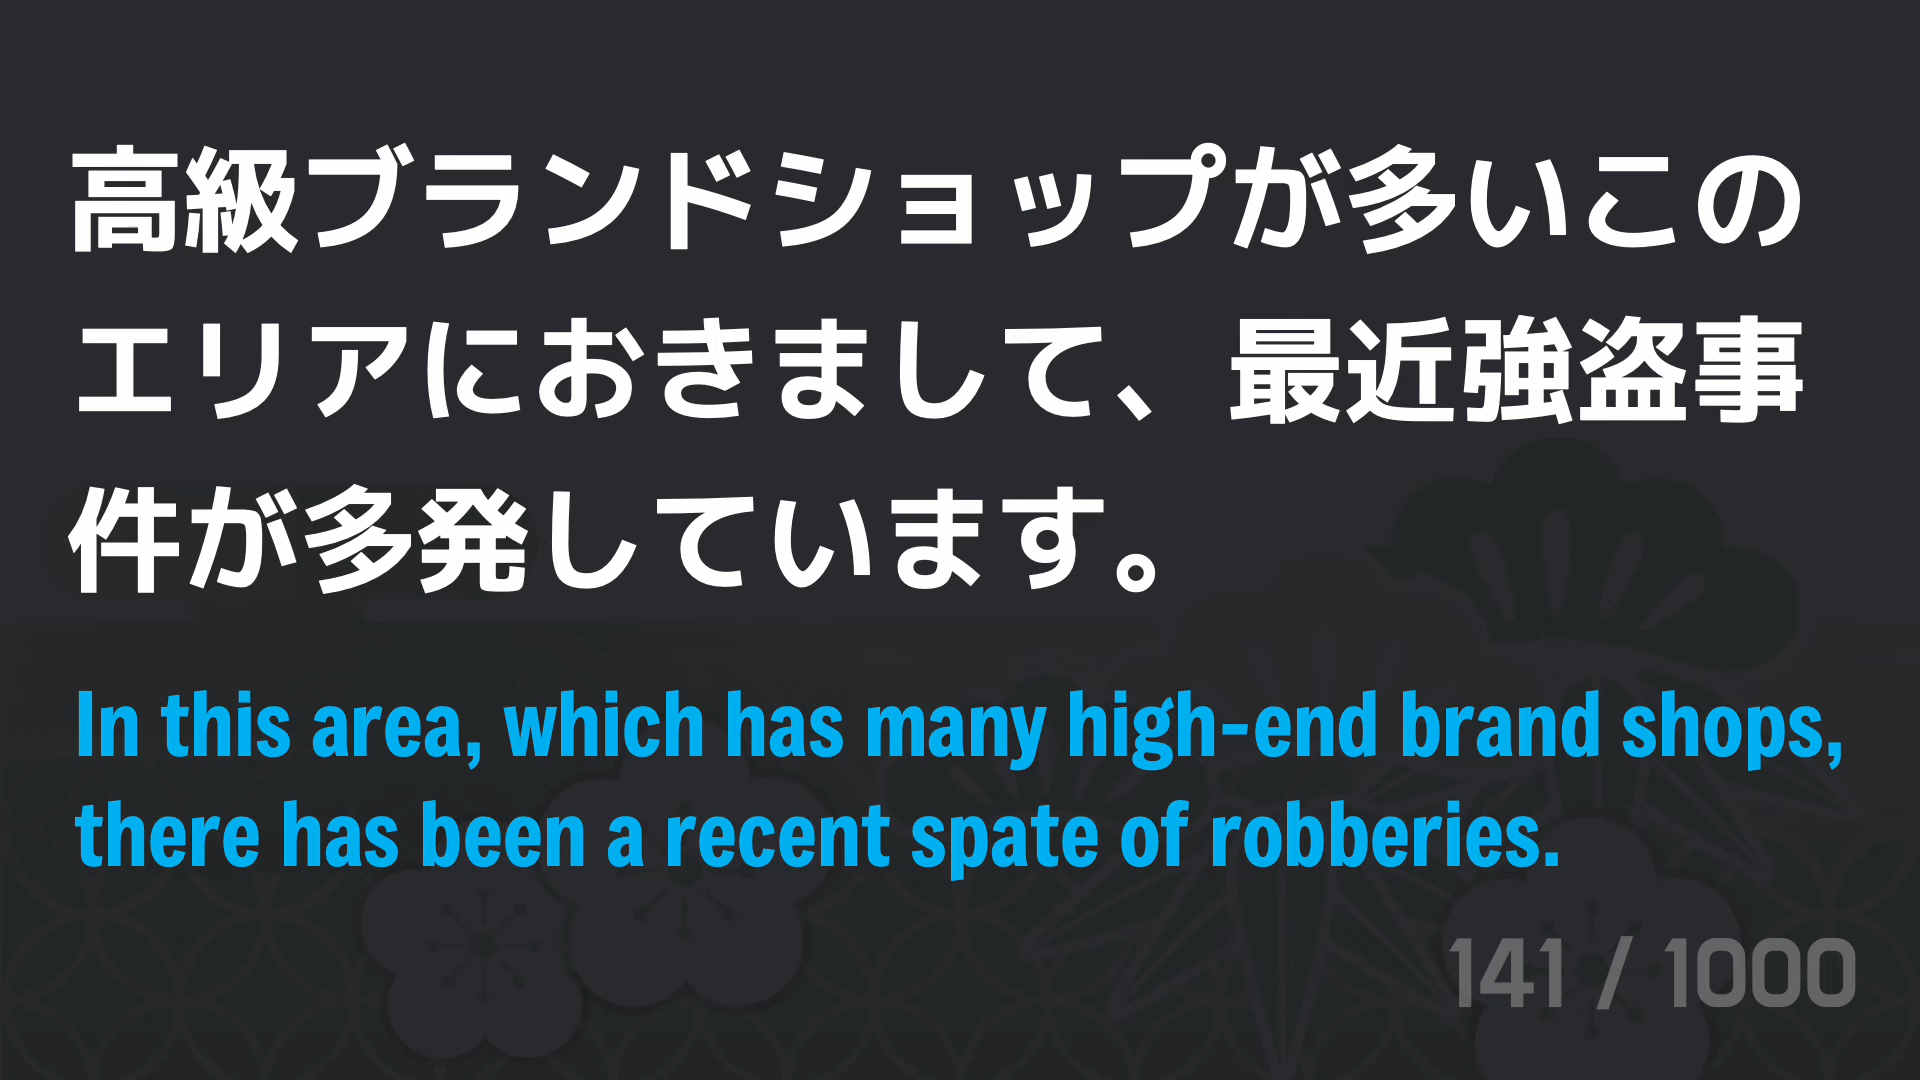 高級ブランドショップが多いこの
エリアにおきまして、最近強盗事
件が多発しています。
In this area, which has many high-end brand shops,
there has been a recent spate of robberies.
141 / 1000